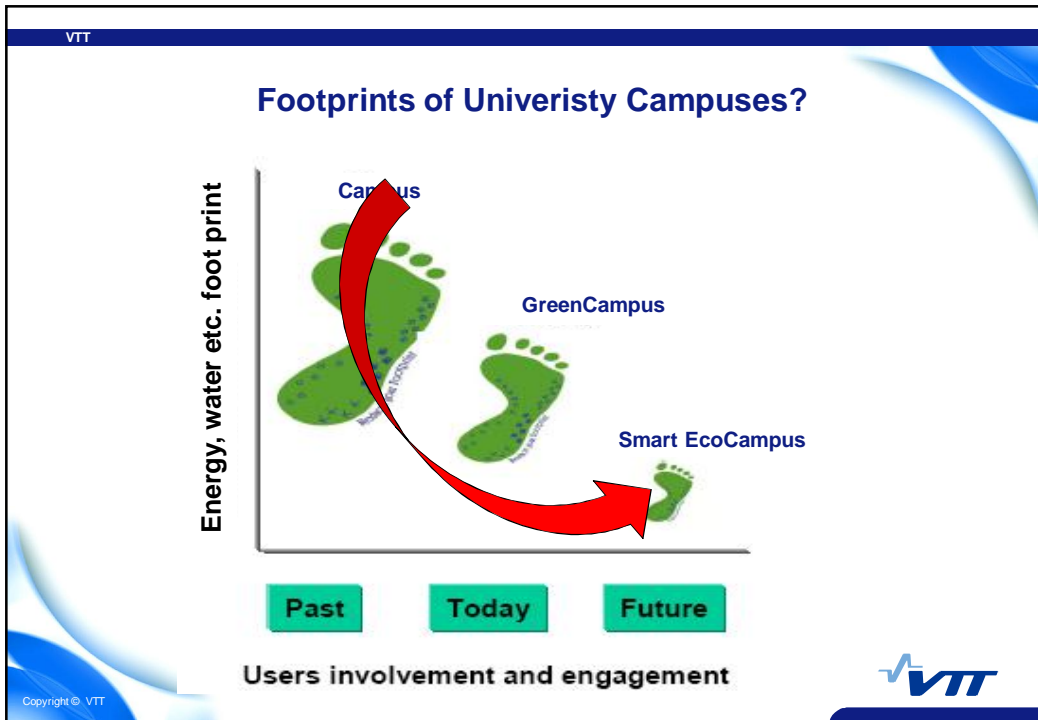 VTT
Footprints of Univeristy Campuses?
Energy, water etc. foot print
Campus
GreenCampus
Smart EcoCampus
Past
Today
Future
Users involvement and engagement
Copyright © VTT
VTT